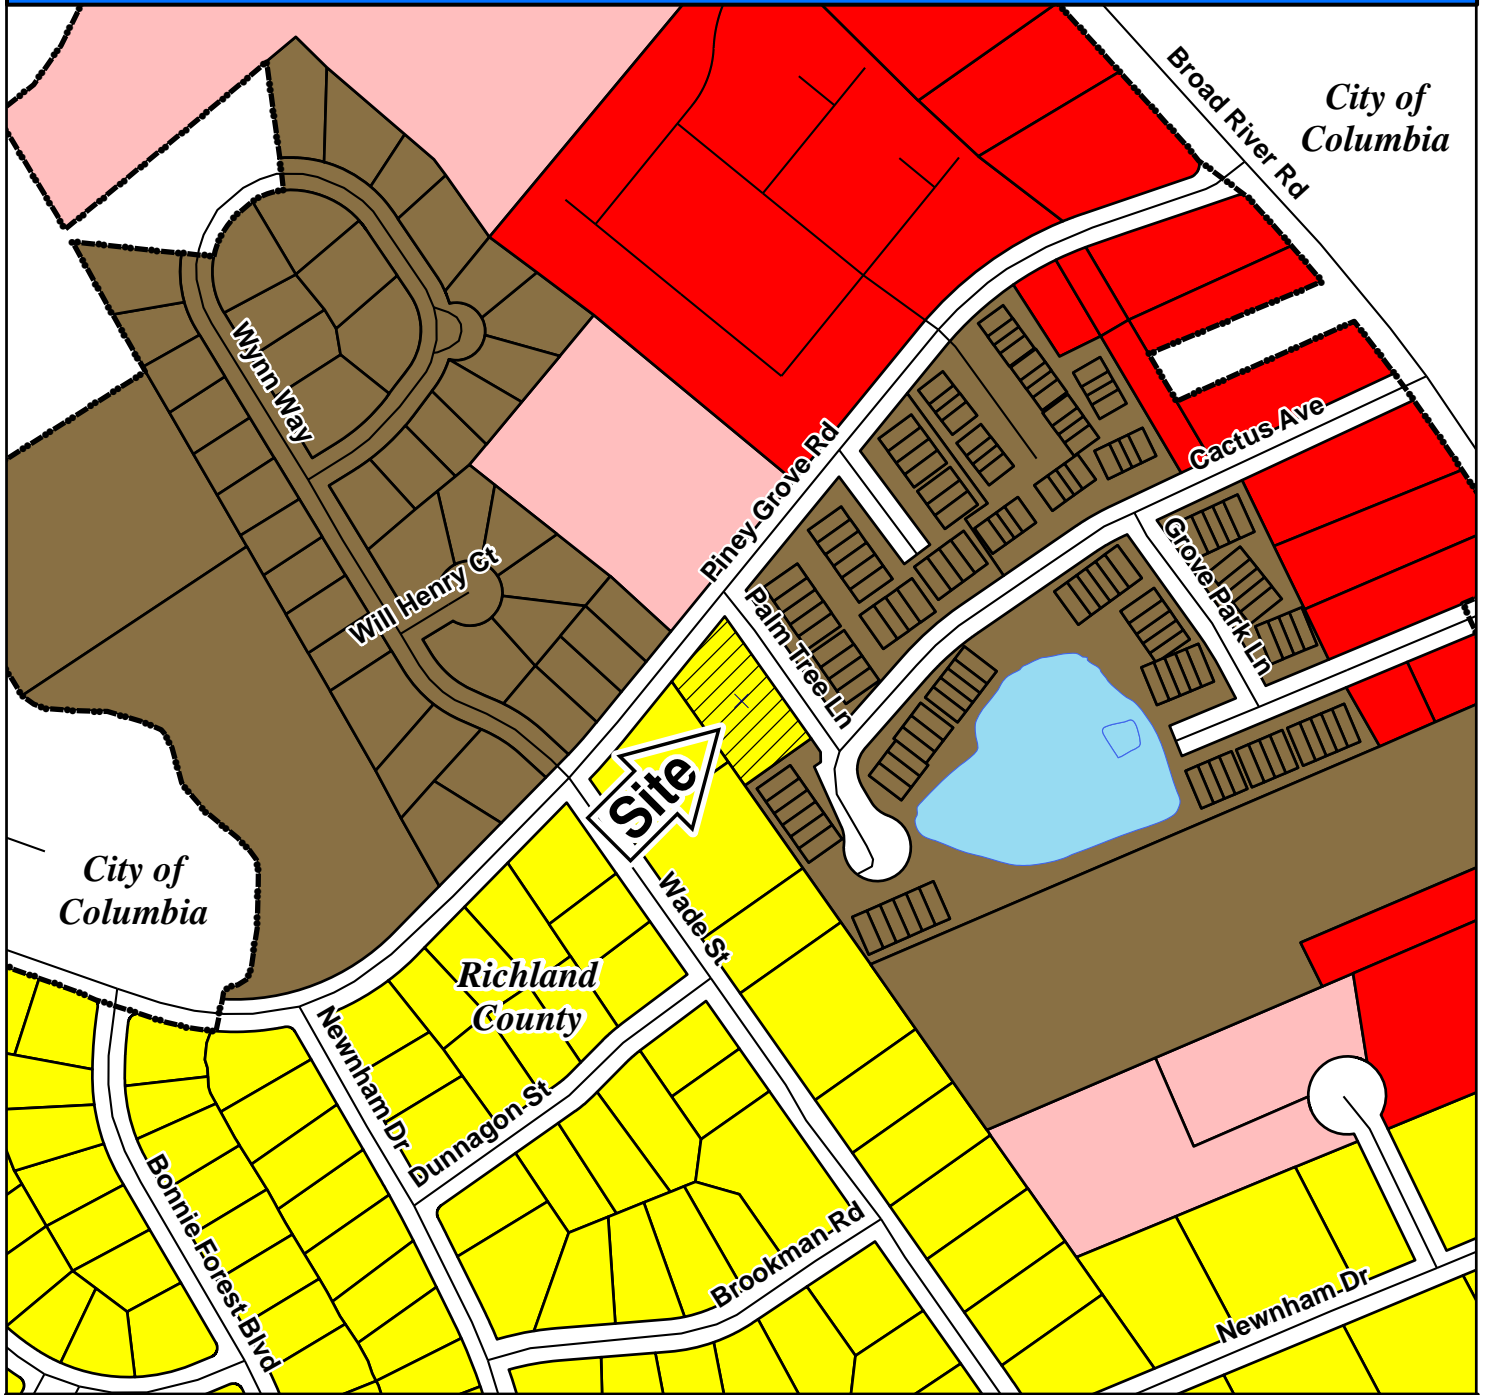 Broad River Rd
City of
Columbia
Wynn Way
Cactus Ave
Piney Grove Rd
Grove Park Ln
Will Henry Ct
Palm Tree Ln
Site
City of
Columbia
Wade St
Richland
County
Newnham Dr
Dunnagon St
Bonnie Forest Blvd
Brookman Rd
Newnham Dr